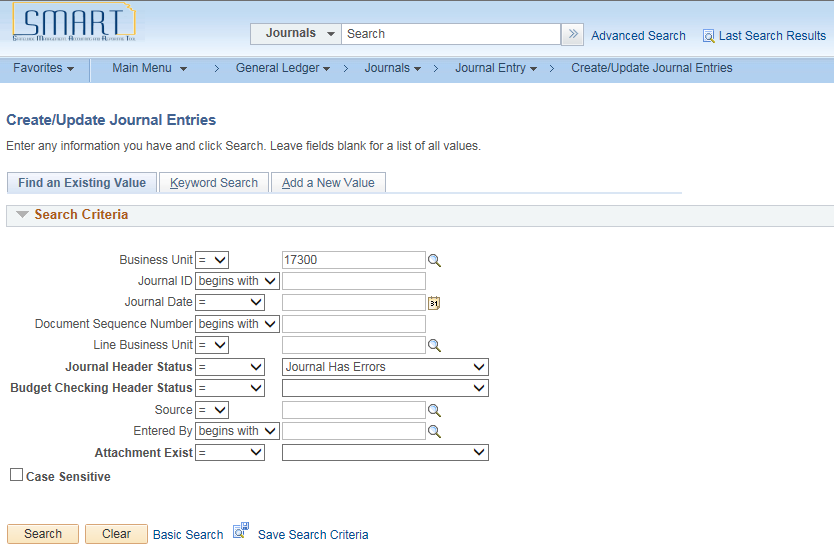 SMART
Journals Search » Advanced Search Last Search Results
Favorites Main Menu > General Ledger > Journals > Journal Entry > Create/Update Journal Entries
Create/Update Journal Entries
Enter any information you have and click Search. Leave fields blank for a list of all values.
Find an Existing Value Keyword Search Add a New Value
Search Criteria
Business Unit = 17300
Journal ID begins with
Journal Date = 31
Document Sequence Number begins with
Line Business Unit =
Journal Header Status = Journal Has Errors
Budget Checking Header Status =
Source =
Entered By begins with
Attachment Exist =
Case Sensitive
Search Clear Basic Search Save Search Criteria